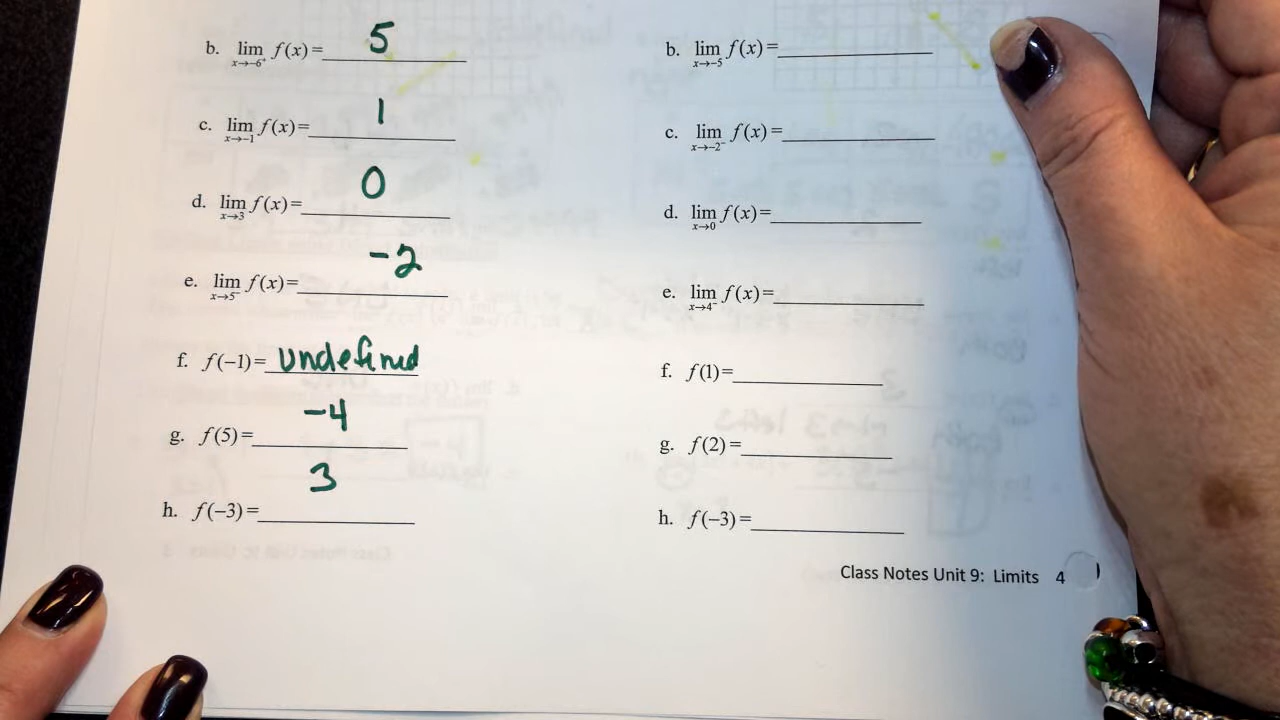 b. lim f(x)= 5
x→-6⁺
c. lim f(x)= 1
x→-1
d. lim f(x)= 0
x→3
e. lim f(x)= -2
x→5⁻
f. f(-1)= undefined
g. f(5)= -4
h. f(-3)= 3
b. lim f(x)=
x→-5
c. lim f(x)=
x→-2⁻
d. lim f(x)=
x→0
e. lim f(x)=
x→4⁻
f. f(1)=
g. f(2)=
h. f(-3)=
Class Notes Unit 9: Limits 4